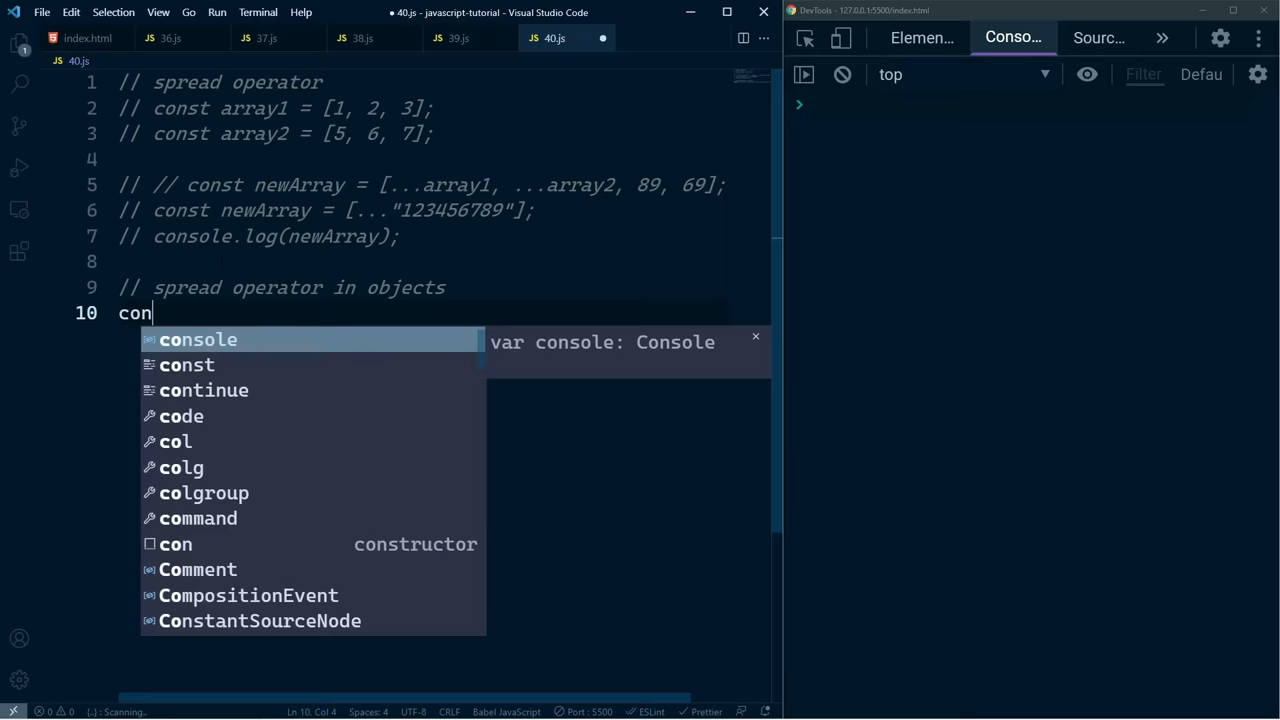 File Edit Selection View Go Run Terminal Help ● 40.js - javascript-tutorial - Visual Studio Code
DevTools - 127.0.0.1:5500/index.html
index.html JS 36.js JS 37.js JS 38.js JS 39.js JS 40.js
Elemen... Conso... Sourc...
JS 40.js
top Filter Defau
1 // spread operator
2 // const array1 = [1, 2, 3];
3 // const array2 = [5, 6, 7];
4
5 // // const newArray = [...array1, ...array2, 89, 69];
6 // const newArray = [..."123456789"];
7 // console.log(newArray);
8
9 // spread operator in objects
10 con
console var console: Console
const
continue
code
col
colg
colgroup
command
con constructor
Comment
CompositionEvent
ConstantSourceNode
0 0 {..}: Scanning.. Ln 10, Col 4 Spaces: 4 UTF-8 CRLF Babel JavaScript Port : 5500 ESLint Prettier